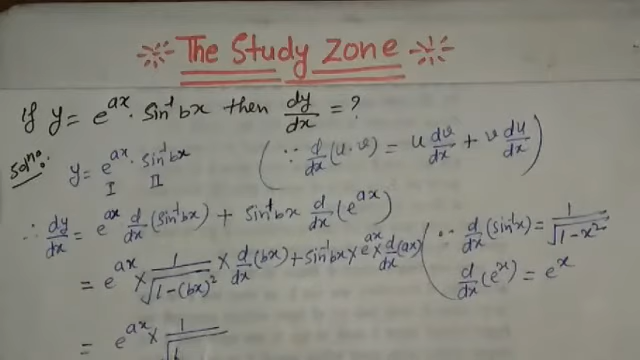 The Study Zone
If y = e^{ax} · sin⁻¹bx then dy/dx = ?
Solno:
y = e^{ax} · sin⁻¹bx (∵ d/dx (u·v) = u dv/dx + v du/dx)
I II
∴ dy/dx = e^{ax} d/dx (sin⁻¹bx) + sin⁻¹bx d/dx (e^{ax})
= e^{ax} × 1/√(1-(bx)²) × d/dx (bx) + sin⁻¹bx × e^{ax} × d/dx (ax) (∵ d/dx (sin⁻¹x) = 1/√(1-x²)
d/dx (e^x) = e^x
= e^{ax} × 1/√1